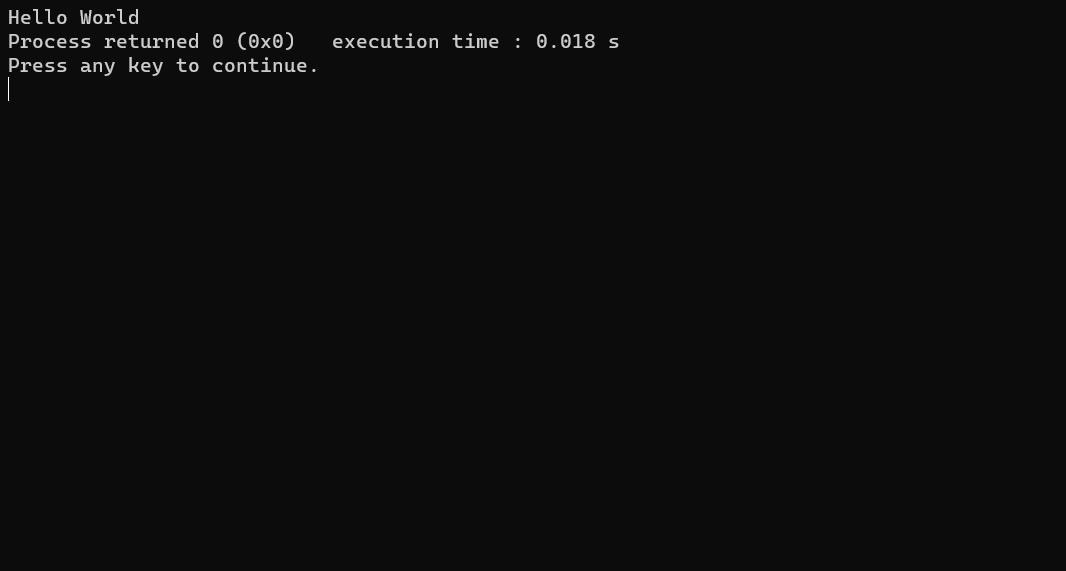 Hello World
Process returned 0 (0x0)   execution time : 0.018 s
Press any key to continue.